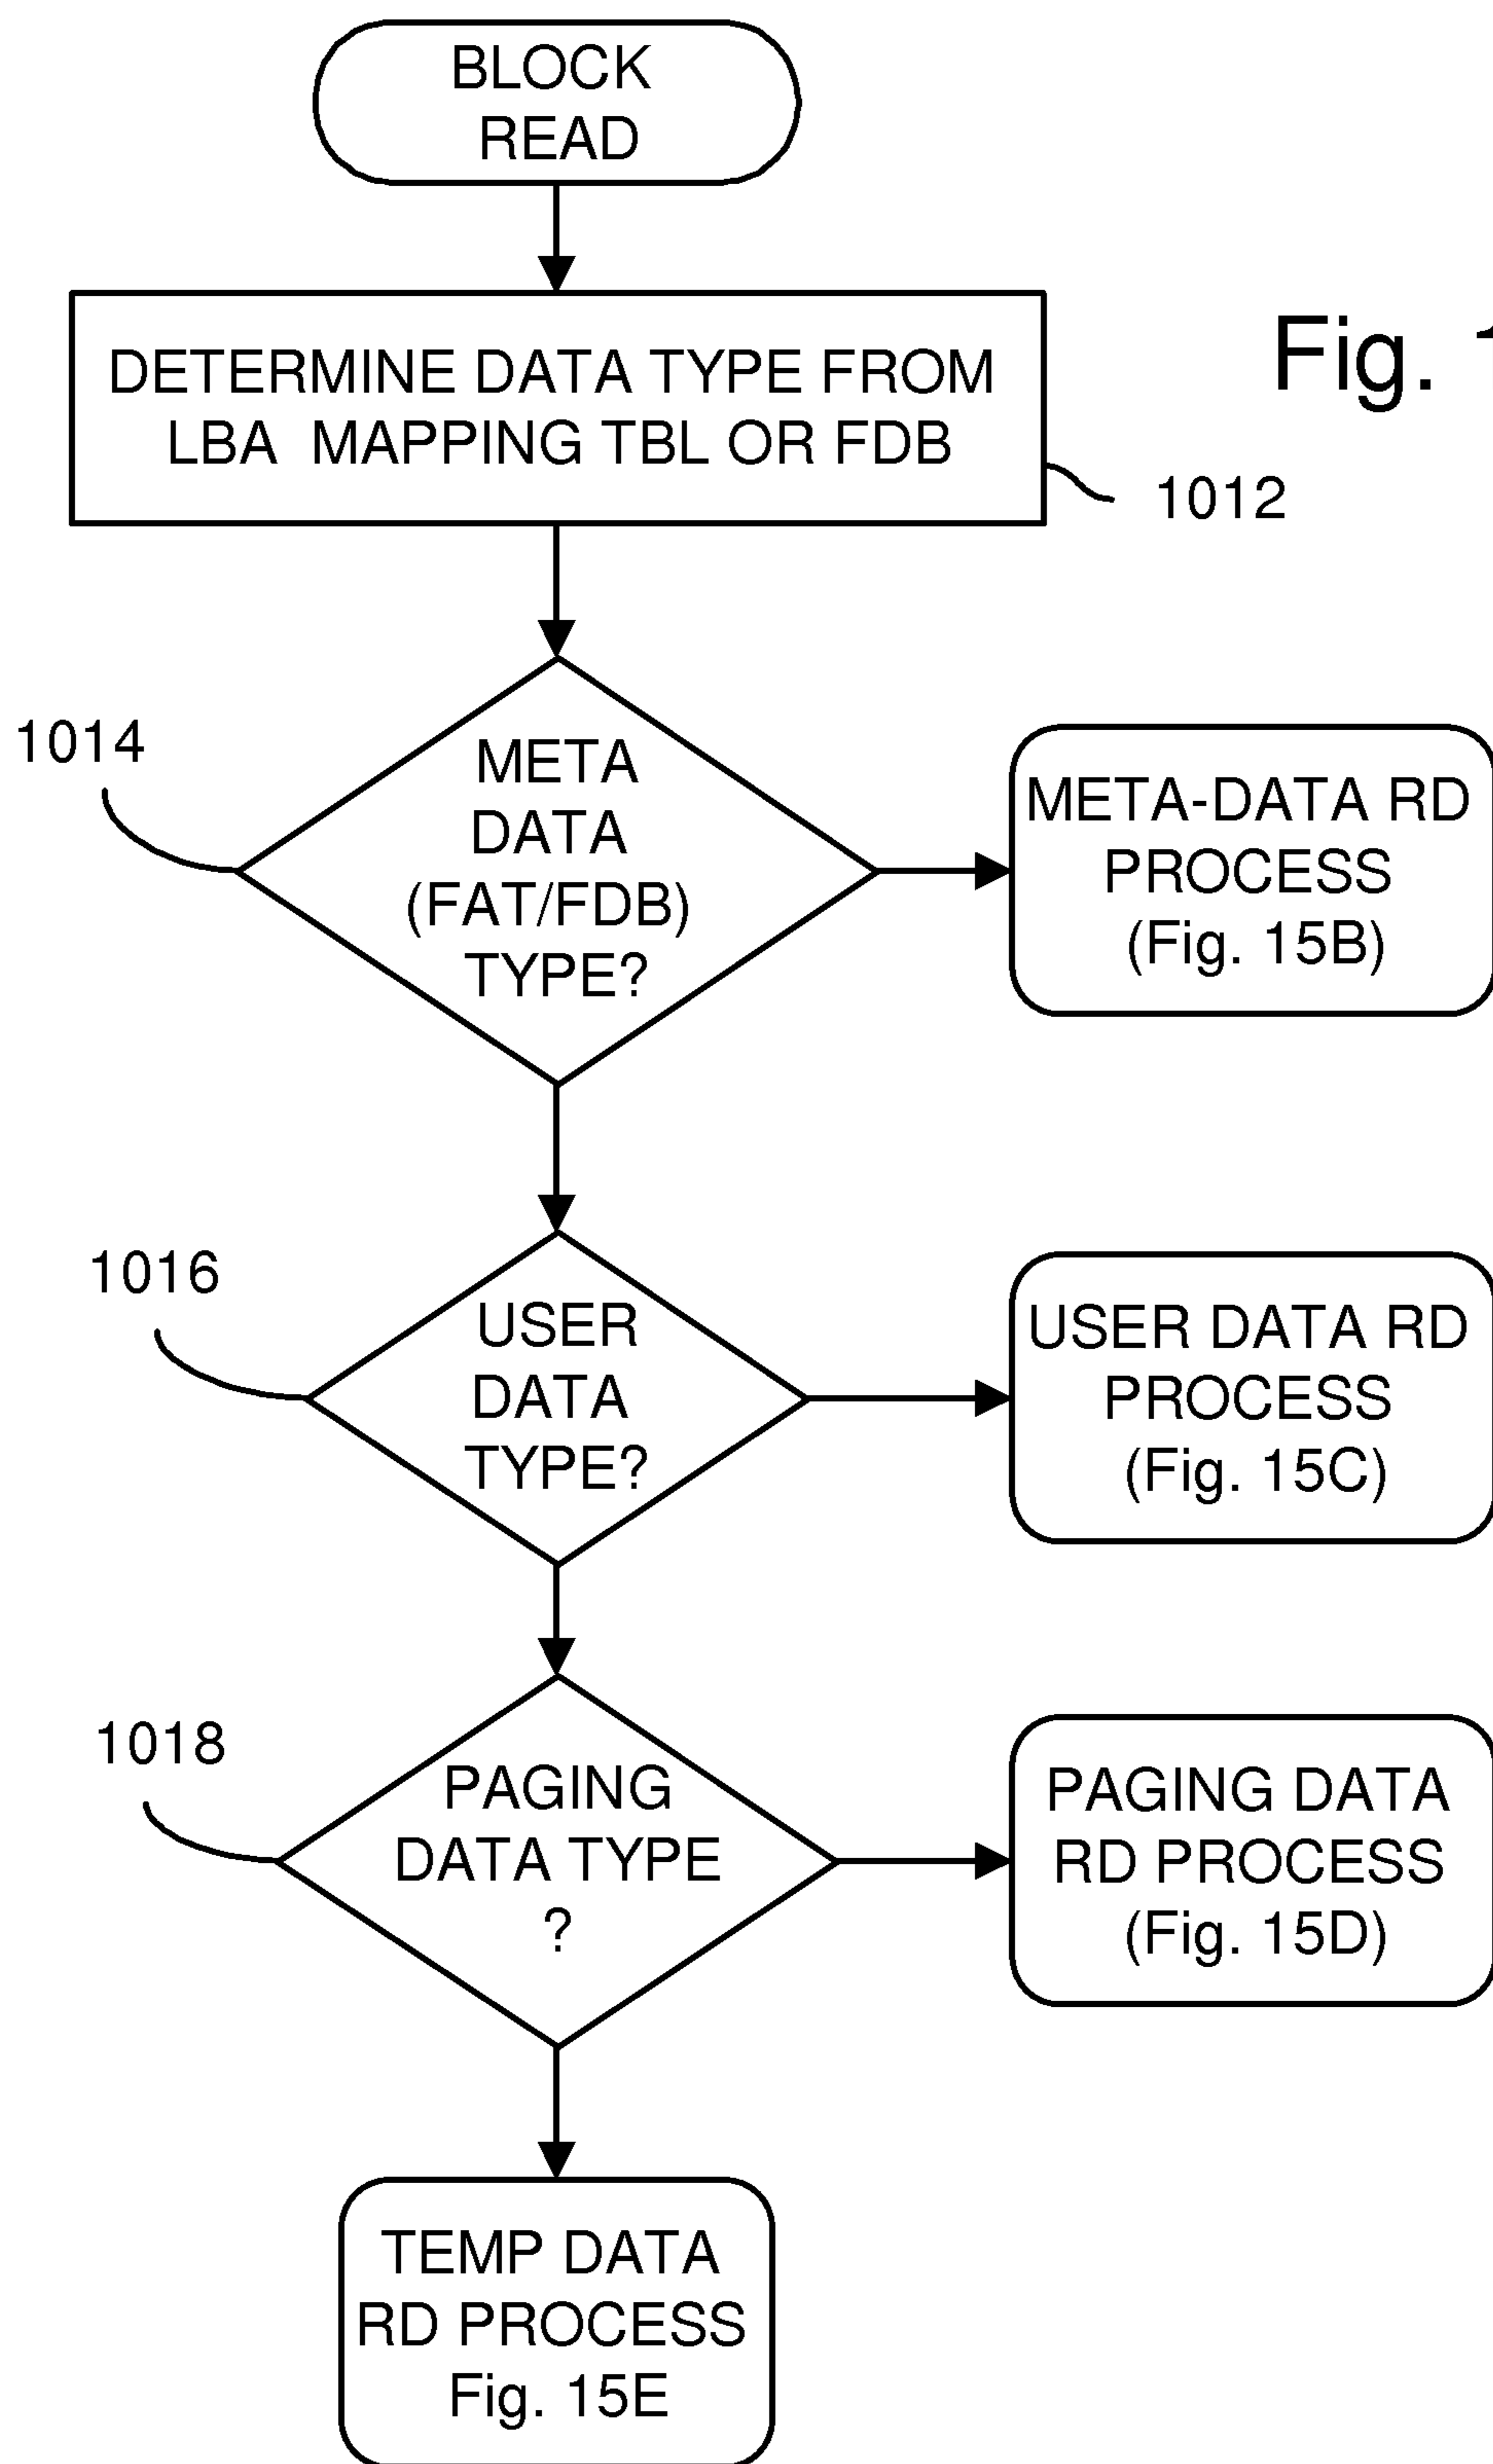 BLOCK
READ
DETERMINE DATA TYPE FROM
LBA MAPPING TBL OR FDB
Fig.
1012
1014
META
DATA
(FAT/FDB)
TYPE?
META-DATA RD
PROCESS
(Fig. 15B)
1016
USER
DATA
TYPE?
USER DATA RD
PROCESS
(Fig. 15C)
1018
PAGING
DATA TYPE
?
PAGING DATA
RD PROCESS
(Fig. 15D)
TEMP DATA
RD PROCESS
Fig. 15E